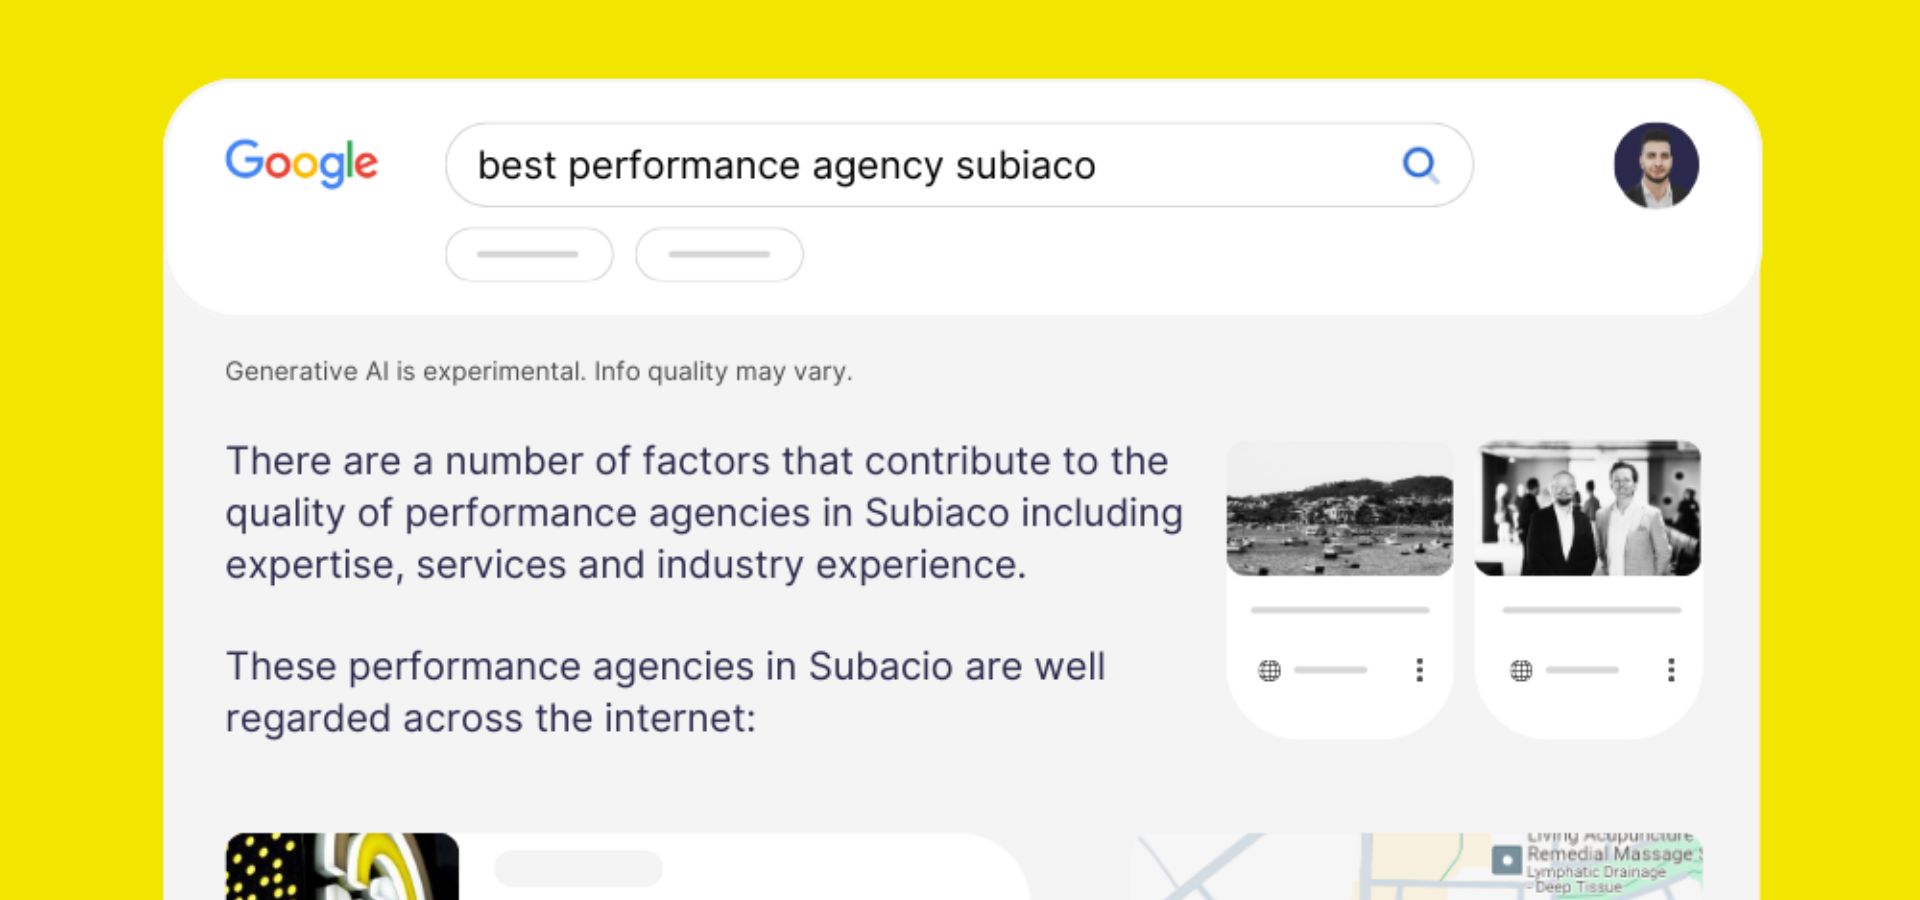 Google
best performance agency subiaco
Generative AI is experimental. Info quality may vary.
There are a number of factors that contribute to the
quality of performance agencies in Subiaco including
expertise, services and industry experience.
These performance agencies in Subacio are well
regarded across the internet:
Living Acupuncture
Remedial Massage
Lymphatic Drainage
- Deep Tissue